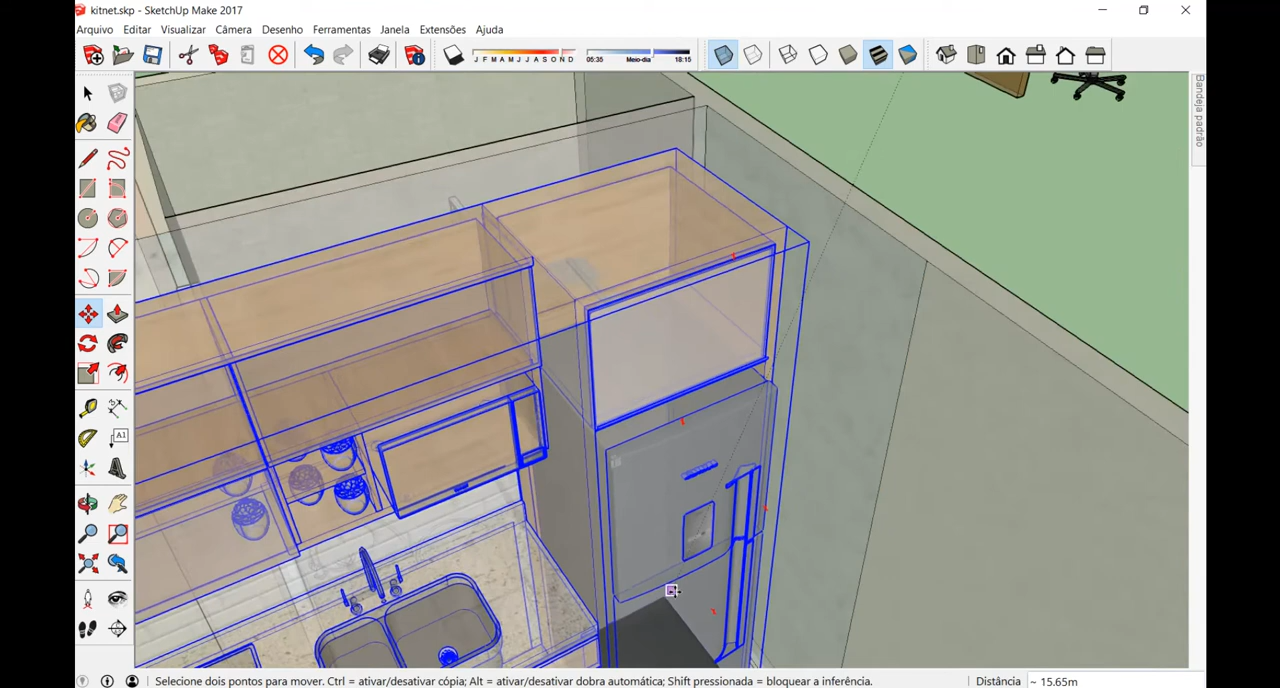 kitnet.skp - SketchUp Make 2017
Arquivo Editar Visualizar Câmera Desenho Ferramentas Janela Extensões Ajuda
J F M A M J J A S O N D
05:35 Meio-dia 18:15
Bandeja padrão
A1
Selecione dois pontos para mover. Ctrl = ativar/desativar cópia; Alt = ativar/desativar dobra automática; Shift pressionada = bloquear a inferência.
Distância ~ 15.65m